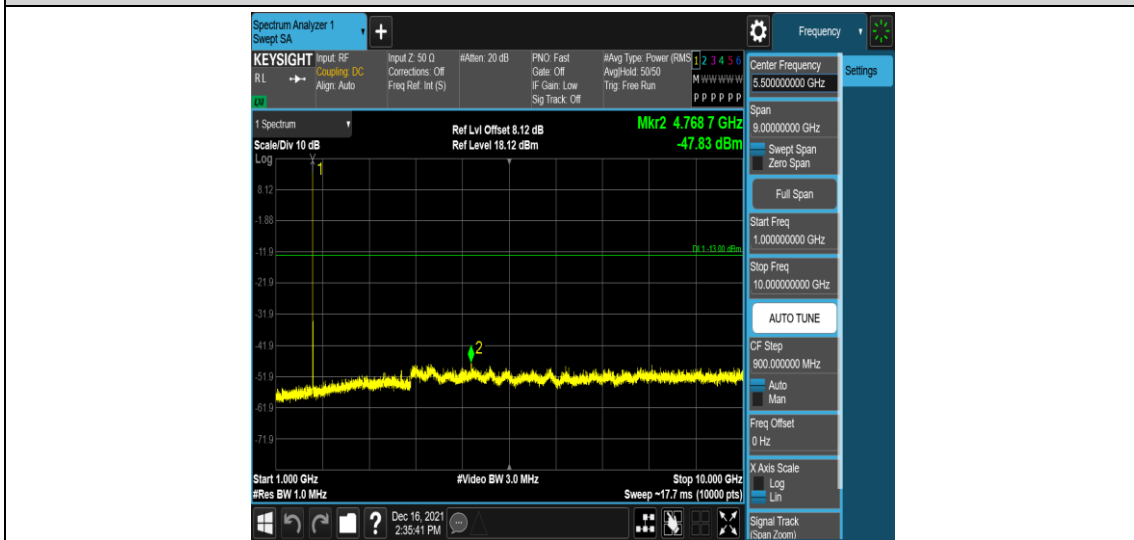 Spectrum Analyzer 1
Swept SA
+
Frequency
KEYSIGHT
R L
LXI
Input: RF
Coupling: DC
Align: Auto
Input Z: 50 Ω
Corrections: Off
Freq Ref: Int (S)
#Atten: 20 dB
PNO: Fast
Gate: Off
IF Gain: Low
Sig Track: Off
#Avg Type: Power (RMS
Avg|Hold: 50/50
Trig: Free Run
1 2 3 4 5 6
M W W W W W
P P P P P P
1 Spectrum
Scale/Div 10 dB
Ref Lvl Offset 8.12 dB
Ref Level 18.12 dBm
Mkr2 4.768 7 GHz
-47.83 dBm
Log
1
8.12
-1.88
-11.9
DL1 -13.00 dBm
-21.9
-31.9
-41.9
2
-51.9
-61.9
-71.9
Start 1.000 GHz
#Video BW 3.0 MHz
Stop 10.000 GHz
#Res BW 1.0 MHz
Sweep ~17.7 ms (10000 pts)
Center Frequency
5.500000000 GHz
Settings
Span
9.00000000 GHz
Swept Span
Zero Span
Full Span
Start Freq
1.000000000 GHz
Stop Freq
10.000000000 GHz
AUTO TUNE
CF Step
900.000000 MHz
Auto
Man
Freq Offset
0 Hz
X Axis Scale
Log
Lin
Signal Track
(Span Zoom)
?
Dec 16, 2021
2:35:41 PM